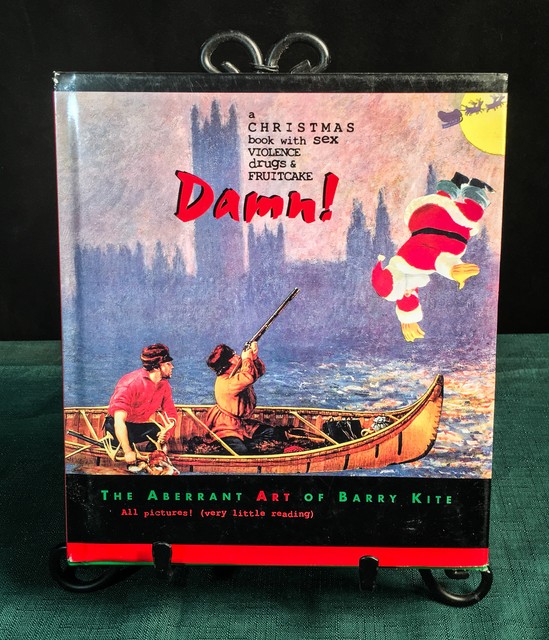 a
CHRISTMAS
book with sex
VIOLENCE
drugs &
FRUITCAKE
Damn!
THE ABERRANT ART OF BARRY KITE
All pictures! (very little reading)